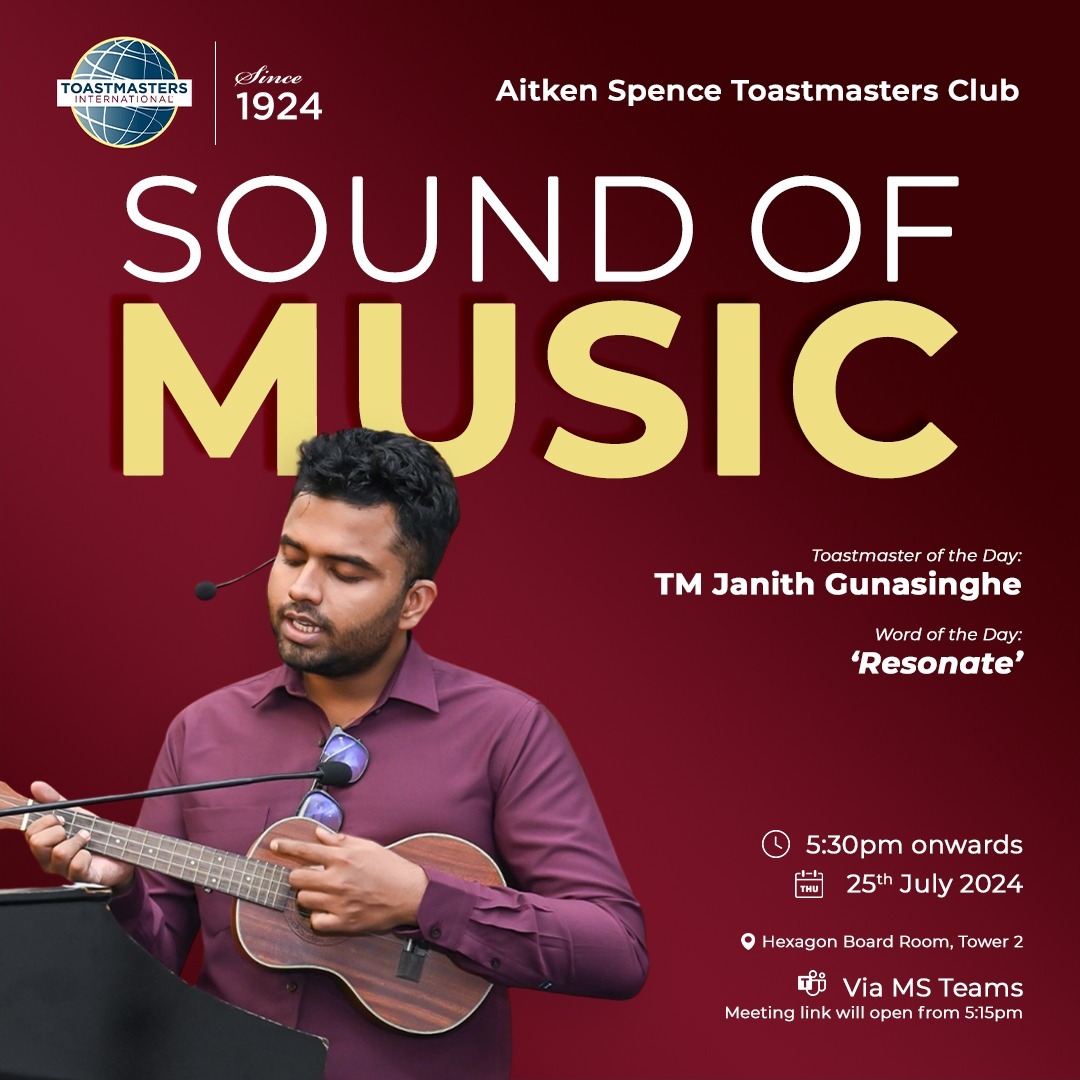 TOASTMASTERS
INTERNATIONAL
Since
1924
Aitken Spence Toastmasters Club
SOUND OF
MUSIC
Toastmaster of the Day:
TM Janith Gunasinghe
Word of the Day:
‘Resonate’
5:30pm onwards
THU
25th July 2024
Hexagon Board Room, Tower 2
Via MS Teams
Meeting link will open from 5:15pm